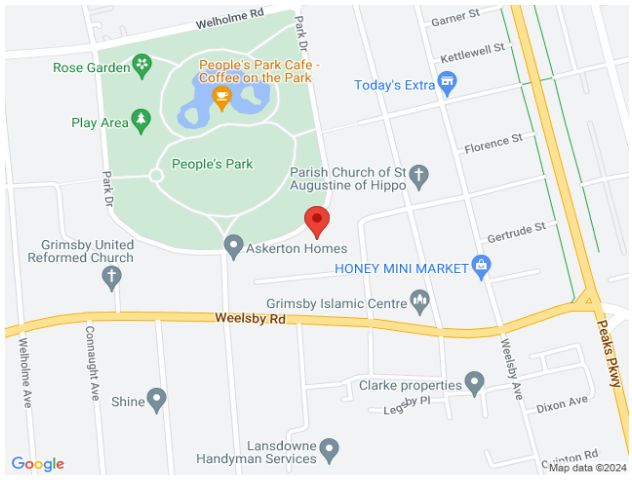 Welholme Rd
Park Dr
Garner St
Kettlewell St
Rose Garden
People's Park Cafe -
Coffee on the Park
Today's Extra
Play Area
Florence St
People's Park
Parish Church of St
Augustine of Hippo
Park Dr
Gertrude St
Grimsby United
Reformed Church
Askerton Homes
HONEY MINI MARKET
Grimsby Islamic Centre
Weelsby Rd
Peaks Pkwy
Welholme Ave
Connaught Ave
Weelsby Ave
Clarke properties
Shine
Legsby Pl
Dixon Ave
Lansdowne
Handyman Services
Quinton Rd
Google
Map data ©2024